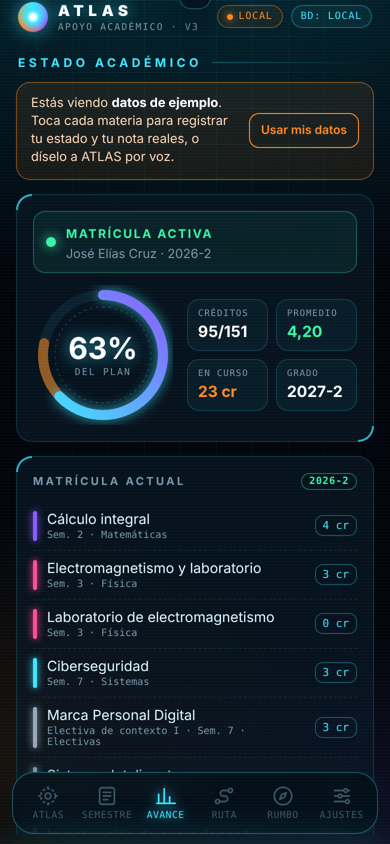 ATLAS
APOYO ACADÉMICO · V3
LOCAL
BD: LOCAL
ESTADO ACADÉMICO
Estás viendo datos de ejemplo.
Toca cada materia para registrar
tu estado y tu nota reales, o
díselo a ATLAS por voz.
Usar mis datos
MATRÍCULA ACTIVA
José Elías Cruz · 2026-2
63%
DEL PLAN
CRÉDITOS
95/151
PROMEDIO
4,20
EN CURSO
23 cr
GRADO
2027-2
MATRÍCULA ACTUAL
2026-2
Cálculo integral
Sem. 2 · Matemáticas
4 cr
Electromagnetismo y laboratorio
Sem. 3 · Física
3 cr
Laboratorio de electromagnetismo
Sem. 3 · Física
0 cr
Ciberseguridad
Sem. 7 · Sistemas
3 cr
Marca Personal Digital
Electiva de contexto I · Sem. 7 ·
Electivas
3 cr
ATLAS
SEMESTRE
AVANCE
RUTA
RUMBO
AJUSTES